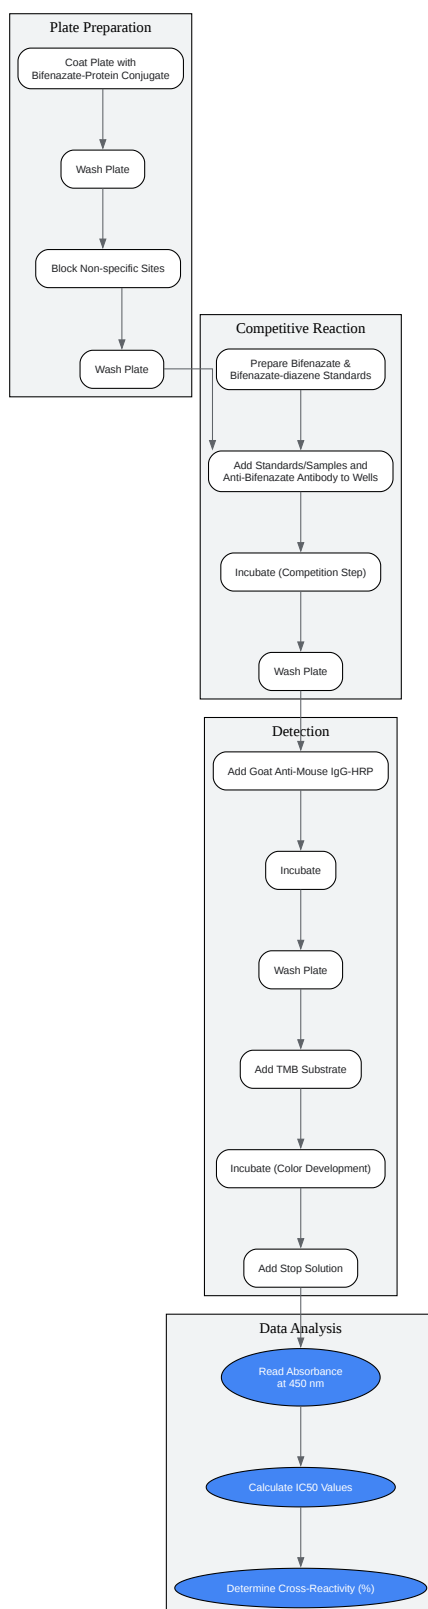 Plate Preparation
Coat Plate with
Bifenazate-Protein Conjugate
Wash Plate
Block Non-specific Sites
Wash Plate
Competitive Reaction
Prepare Bifenazate &
Bifenazate-diazene Standards
Add Standards/Samples and
Anti-Bifenazate Antibody to Wells
Incubate (Competition Step)
Wash Plate
Detection
Add Goat Anti-Mouse IgG-HRP
Incubate
Wash Plate
Add TMB Substrate
Incubate (Color Development)
Add Stop Solution
Data Analysis
Read Absorbance
at 450 nm
Calculate IC50 Values
Determine Cross-Reactivity (%)